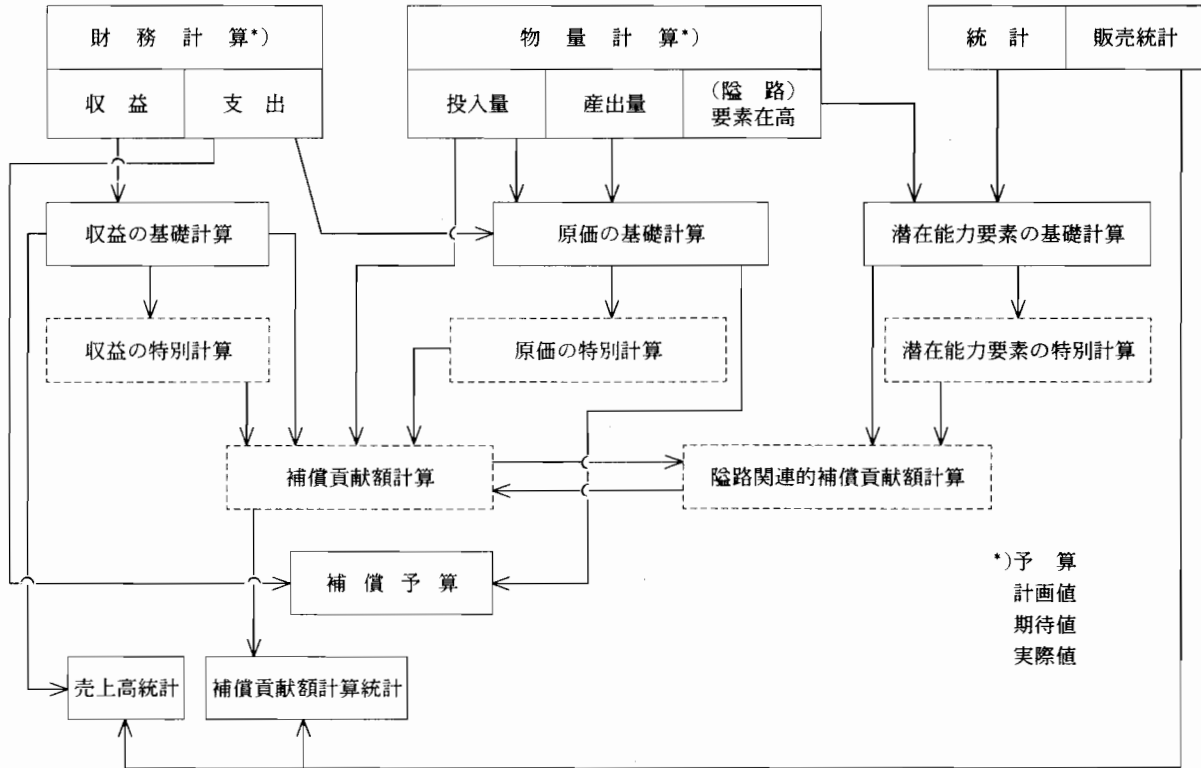 財務計算*)
物量計算*)
統計
販売統計
収益
支出
投入量
産出量
(隘路)
要素在高
収益の基礎計算
原価の基礎計算
潜在能力要素の基礎計算
収益の特別計算
原価の特別計算
潜在能力要素の特別計算
補償貢献額計算
隘路関連的補償貢献額計算
補償予算
*)予算
計画値
期待値
実際値
売上高統計
補償貢献額計算統計